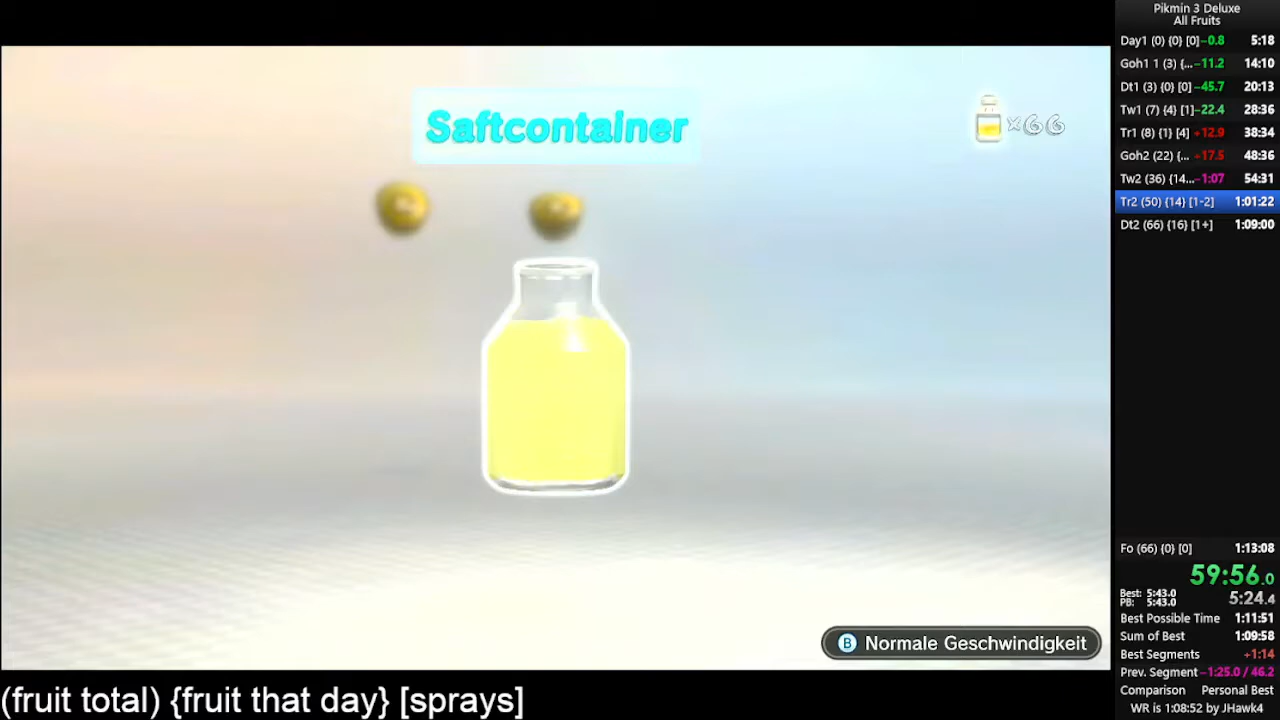 Saftcontainer
×66
B Normale Geschwindigkeit
(fruit total) {fruit that day} [sprays]
Pikmin 3 Deluxe
All Fruits
Day1 (0) {0} [0] −0.8 5:18
Goh1 1 (3) {... −11.2 14:10
Dt1 (3) {0} [0] −45.7 20:13
Tw1 (7) {4} [1] −22.4 28:36
Tr1 (8) {1} [4] +12.9 38:34
Goh2 (22) {... +17.5 48:36
Tw2 (36) {14... −1:07 54:31
Tr2 (50) {14} [1-2] 1:01:22
Dt2 (66) {16} [1+] 1:09:00
Fo (66) {0} [0] 1:13:08
59:56.0
Best: 5:43.0
PB: 5:43.0 5:24.4
Best Possible Time 1:11:51
Sum of Best 1:09:58
Best Segments +1:14
Prev. Segment −1:25.0 / 46.2
Comparison Personal Best
WR is 1:08:52 by JHawk4